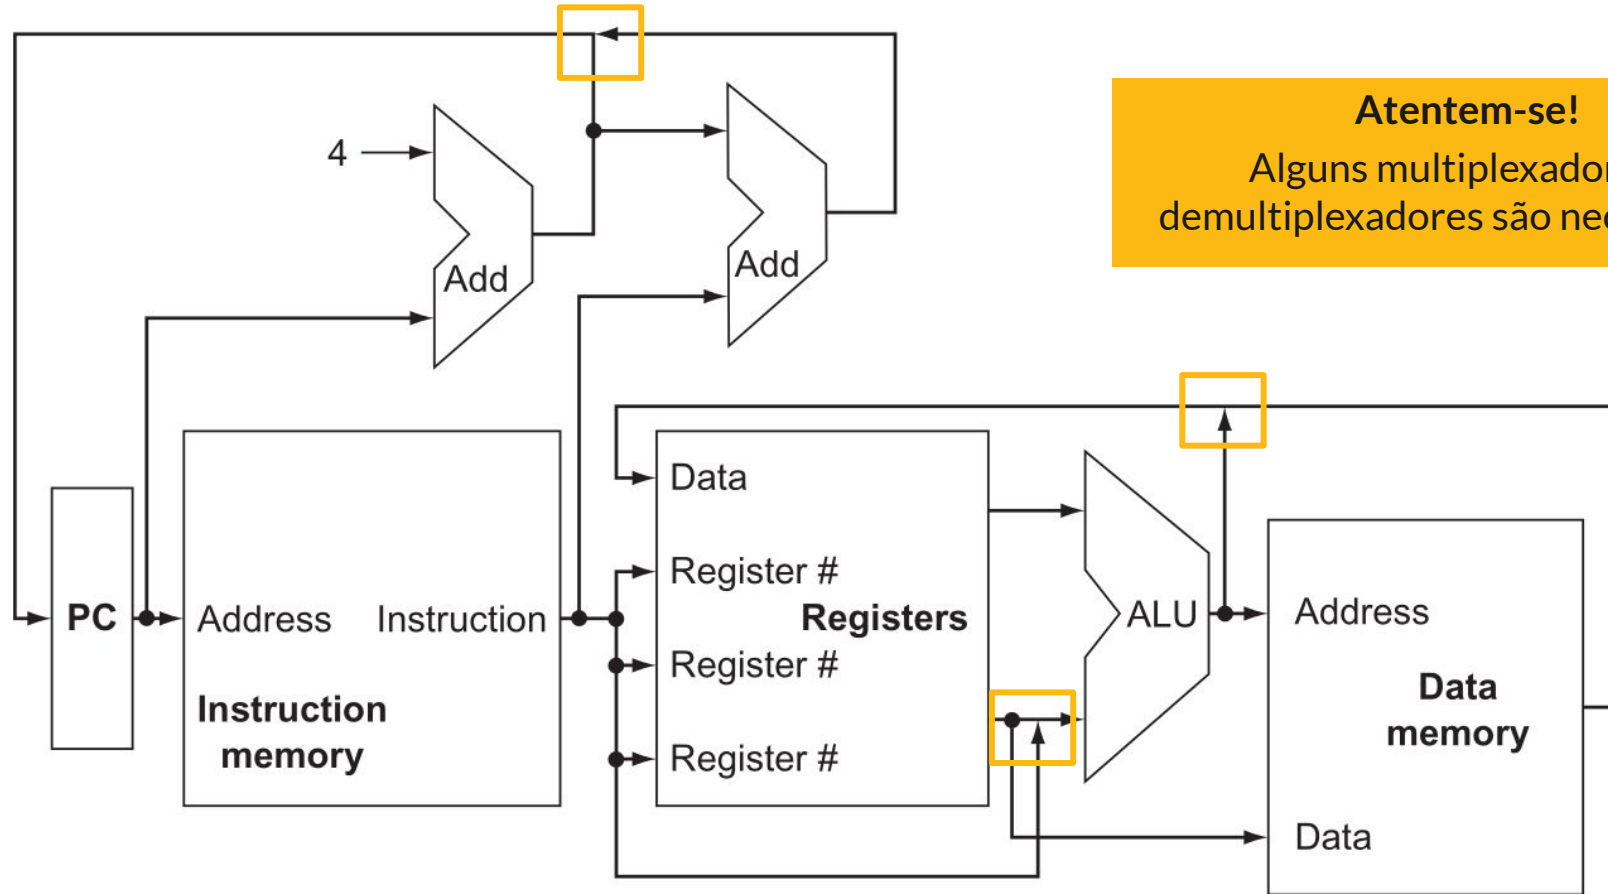 Atentem-se!
Alguns multiplexador
demultiplexadores são nec
4
Add
Add
Data
Register #
PC
Address
Instruction
Registers
ALU
Address
Register #
Instruction
memory
Data
memory
Register #
Data